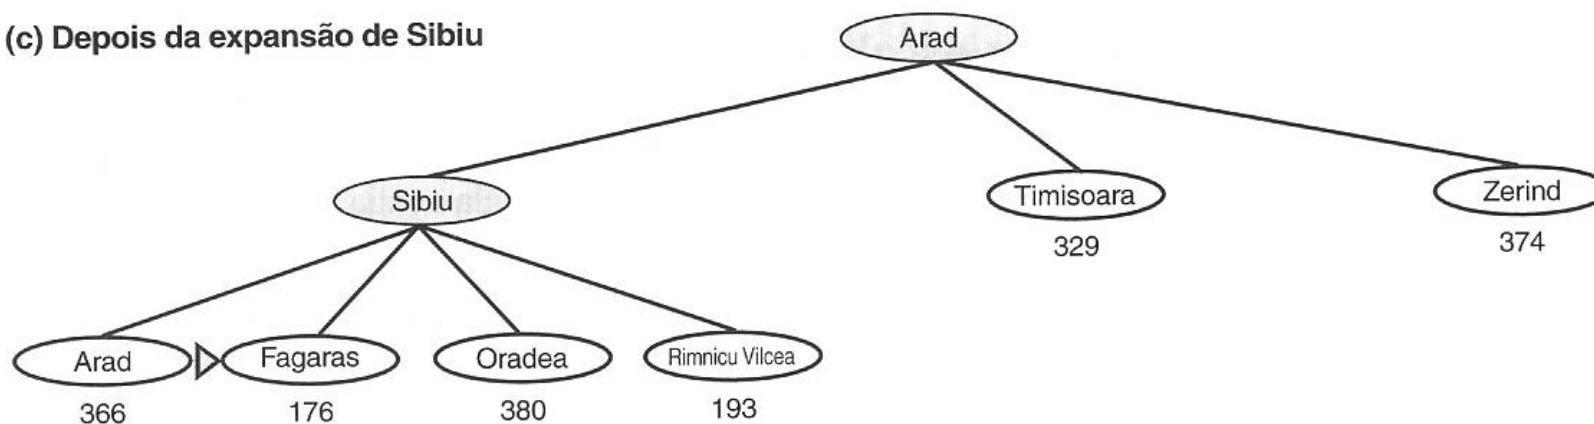 (c) Depois da expansão de Sibiu
Arad
Sibiu
Timisoara
Zerind
329
374
Arad
Fagaras
Oradea
Rimnicu Vilcea
366
176
380
193